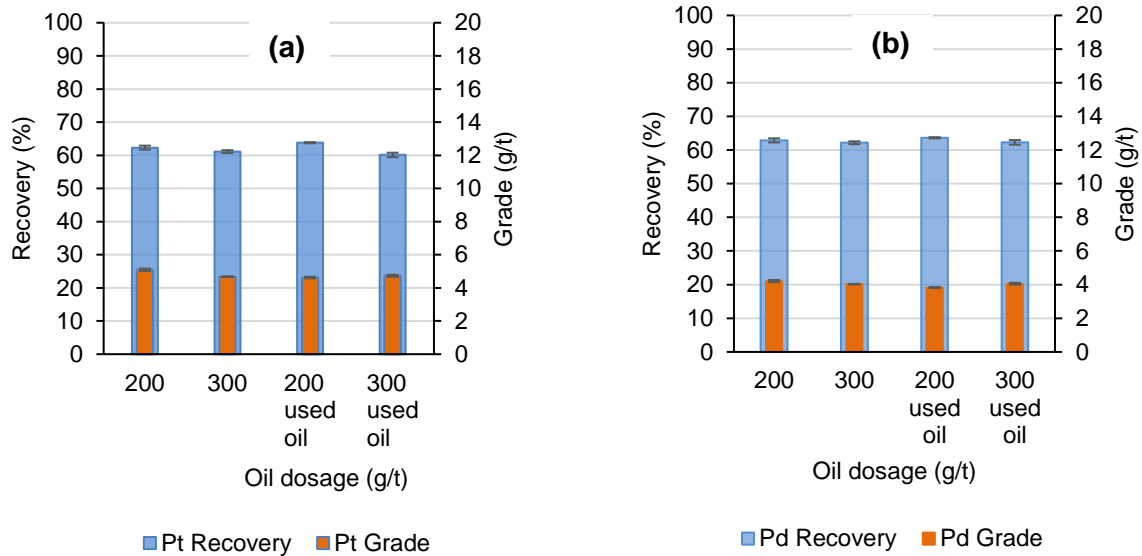 (a)
Recovery (%)
100
90
80
70
60
50
40
30
20
10
0
20
18
16
14
12
10
8
6
4
2
0
Grade (g/t)
200
300
200
used
oil
300
used
oil
Oil dosage (g/t)
Pt Recovery
Pt Grade
(b)
Recovery (%)
100
90
80
70
60
50
40
30
20
10
0
20
18
16
14
12
10
8
6
4
2
0
Grade (g/t)
200
300
200
used
oil
300
used
oil
Oil dosage (g/t)
Pd Recovery
Pd Grade